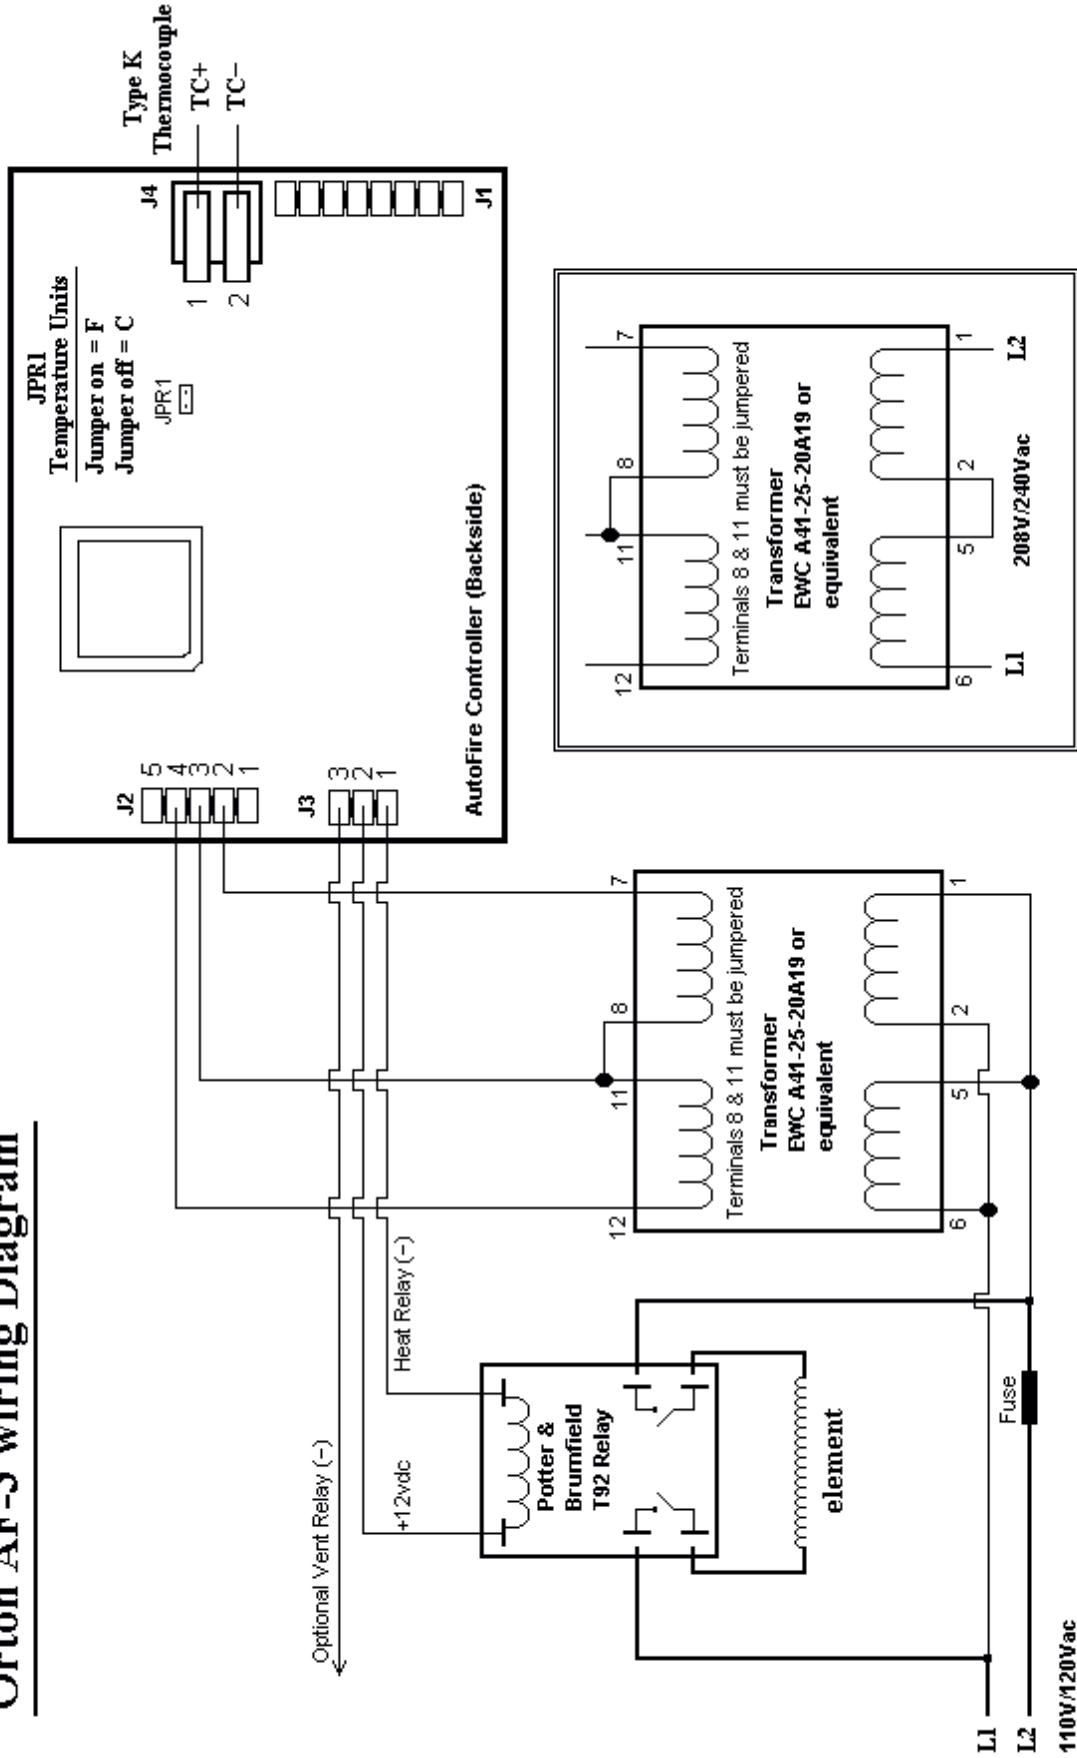 Orton AF-3 Wiring Diagram
JPR1
Temperature Units
Jumper on = F
Jumper off = C
JPR1
Type K
Thermocouple
TC+
TC−
J4
1
2
J1
J2
5
4
3
2
1
J3
3
2
1
AutoFire Controller (Backside)
Optional Vent Relay (−)
+12vdc
Heat Relay (−)
Potter &
Brumfield
T92 Relay
element
12
11
8
7
Terminals 8 & 11 must be jumpered
Transformer
EWC A41-25-20A19 or
equivalent
6
5
2
1
12
11
8
7
Terminals 8 & 11 must be jumpered
Transformer
EWC A41-25-20A19 or
equivalent
6
5
2
1
L1
208V/240Vac
L2
Fuse
L1
L2
110V/120Vac